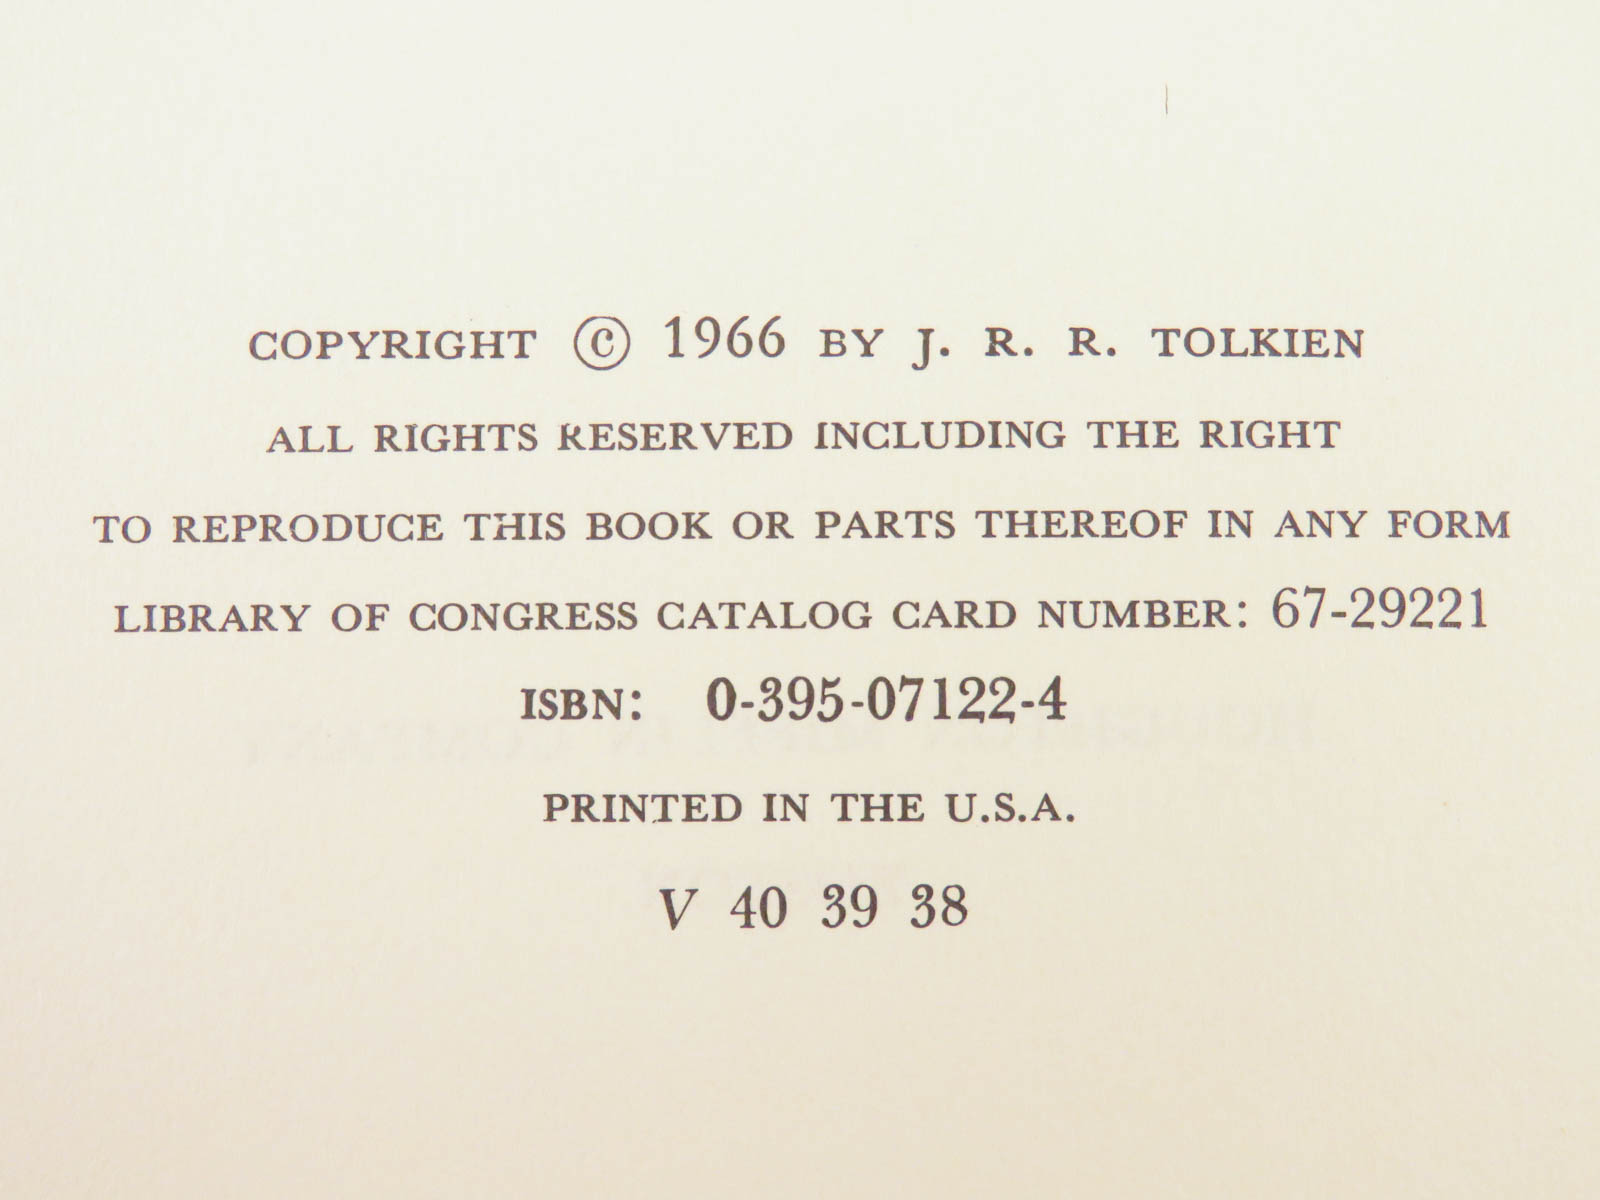 COPYRIGHT © 1966 BY J. R. R. TOLKIEN
ALL RIGHTS RESERVED INCLUDING THE RIGHT
TO REPRODUCE THIS BOOK OR PARTS THEREOF IN ANY FORM
LIBRARY OF CONGRESS CATALOG CARD NUMBER: 67-29221
ISBN: 0-395-07122-4
PRINTED IN THE U.S.A.
V 40 39 38